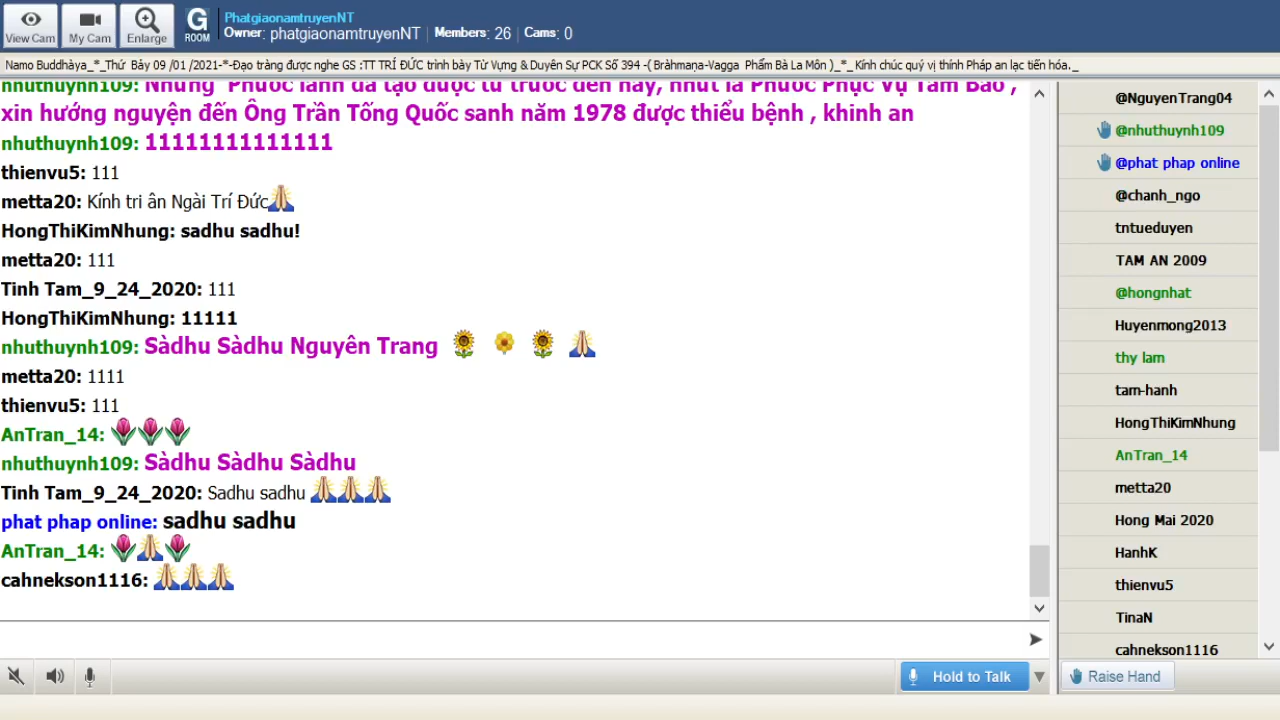 View Cam
My Cam
Enlarge
G
ROOM
PhatgiaonamtruyenNT
Owner: phatgiaonamtruyenNT | Members: 26 | Cams: 0
Namo Buddhàya_*_Thứ Bảy 09 /01 /2021-*-Đạo tràng được nghe GS :TT TRÍ ĐỨC trình bày Từ Vựng & Duyên Sự PCK Số 394 -( Bràhmaṇa-Vagga Phẩm Bà La Môn )_*_ Kính chúc quý vị thính Pháp an lạc tiến hóa._
nhuthuynh109: Những Phước lành đã tạo được từ trước đến nay, nhứt là Phước Phục Vụ Tam Bảo ,
xin hướng nguyện đến Ông Trần Tống Quốc sanh năm 1978 được thiểu bệnh , khinh an
nhuthuynh109: 11111111111111
thienvu5: 111
metta20: Kính tri ân Ngài Trí Đức
HongThiKimNhung: sadhu sadhu!
metta20: 111
Tinh Tam_9_24_2020: 111
HongThiKimNhung: 11111
nhuthuynh109: Sàdhu Sàdhu Nguyên Trang
metta20: 1111
thienvu5: 111
AnTran_14:
nhuthuynh109: Sàdhu Sàdhu Sàdhu
Tinh Tam_9_24_2020: Sadhu sadhu
phat phap online: sadhu sadhu
AnTran_14:
cahnekson1116:
Hold to Talk
@NguyenTrang04
@nhuthuynh109
@phat phap online
@chanh_ngo
tntueduyen
TAM AN 2009
@hongnhat
Huyenmong2013
thy lam
tam-hanh
HongThiKimNhung
AnTran_14
metta20
Hong Mai 2020
HanhK
thienvu5
TinaN
cahnekson1116
Raise Hand